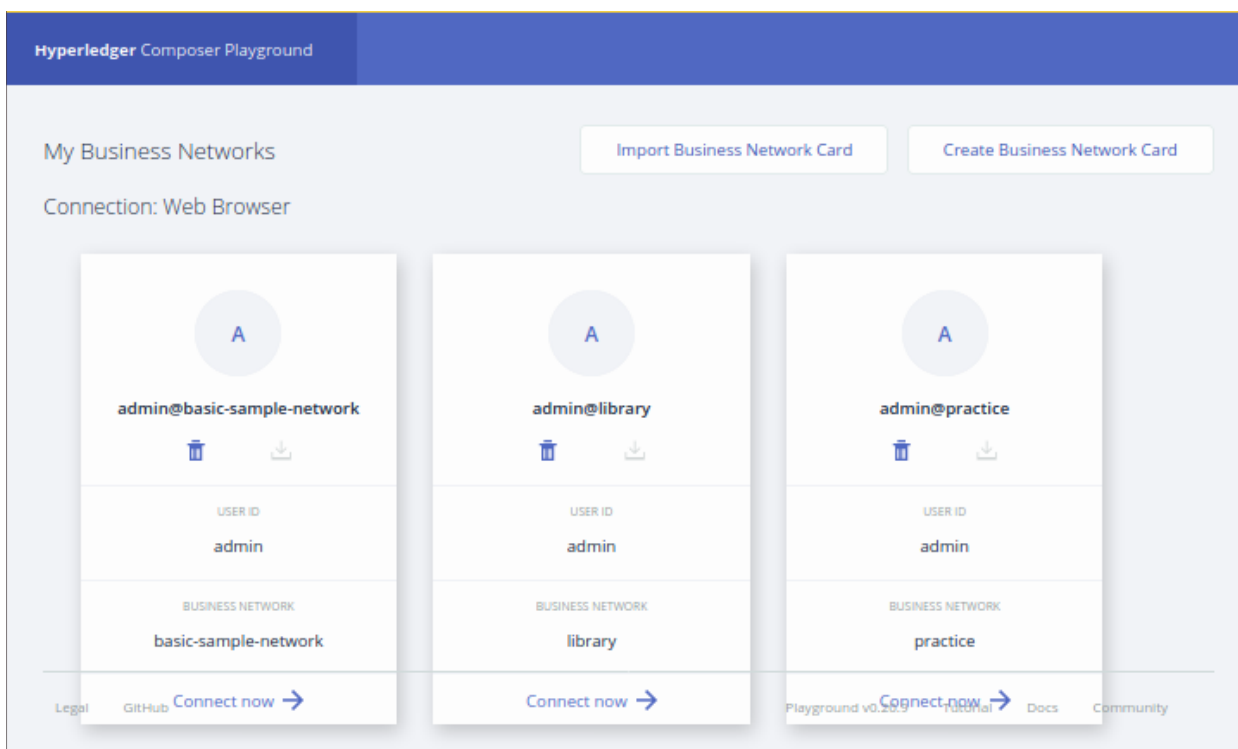 Hyperledger Composer Playground
My Business Networks
Import Business Network Card
Create Business Network Card
Connection: Web Browser
A
admin@basic-sample-network
USER ID
admin
BUSINESS NETWORK
basic-sample-network
Connect now
A
admin@library
USER ID
admin
BUSINESS NETWORK
library
Connect now
A
admin@practice
USER ID
admin
BUSINESS NETWORK
practice
Connect now
Legal
GitHub
Playground
Tutorial
Docs
Community